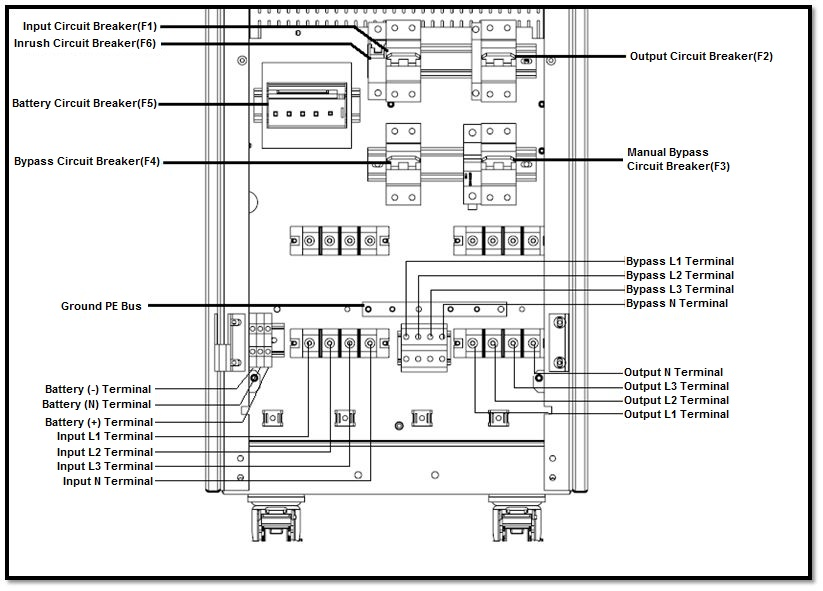 Input Circuit Breaker(F1)
Inrush Circuit Breaker(F6)
Output Circuit Breaker(F2)
Battery Circuit Breaker(F5)
Bypass Circuit Breaker(F4)
Manual Bypass
Circuit Breaker(F3)
Bypass L1 Terminal
Bypass L2 Terminal
Bypass L3 Terminal
Bypass N Terminal
Ground PE Bus
Output N Terminal
Output L3 Terminal
Output L2 Terminal
Output L1 Terminal
Battery (-) Terminal
Battery (N) Terminal
Battery (+) Terminal
Input L1 Terminal
Input L2 Terminal
Input L3 Terminal
Input N Terminal